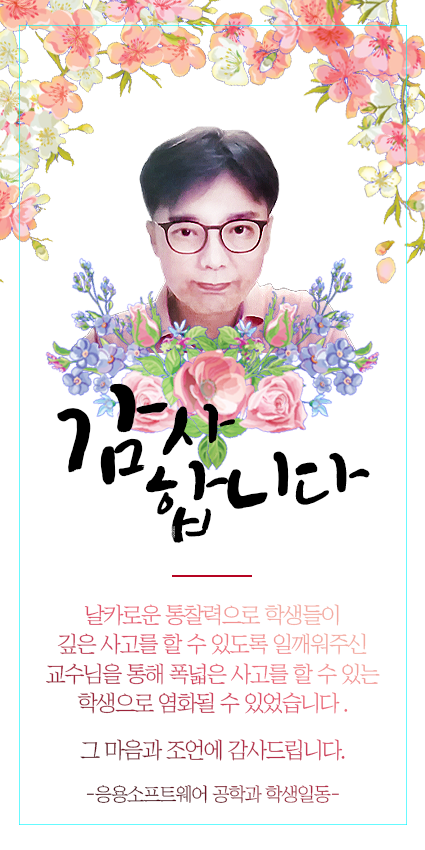 감사
합니다
날카로운 통찰력으로 학생들이
깊은 사고를 할 수 있도록 일깨워주신
교수님을 통해 폭넓은 사고를 할 수 있는
학생으로 염화될 수 있었습니다 .
그 마음과 조언에 감사드립니다.
-응용소프트웨어 공학과 학생일동-